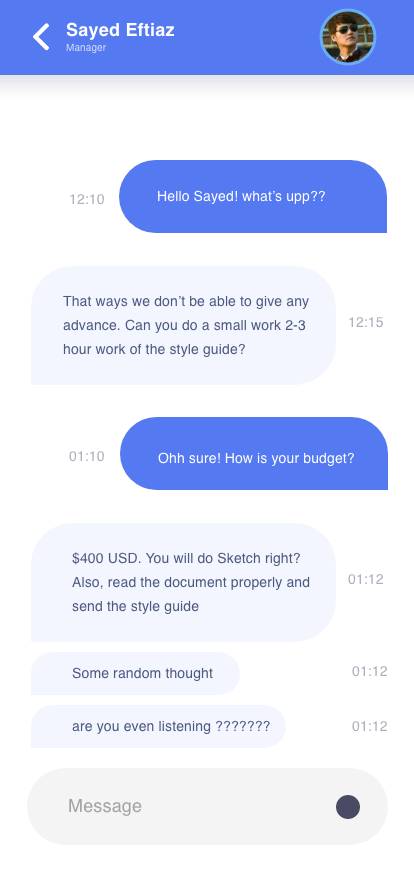 Sayed Eftiaz
Manager
12:10
Hello Sayed! what's upp??
That ways we don't be able to give any
advance. Can you do a small work 2-3
hour work of the style guide?
12:15
01:10
Ohh sure! How is your budget?
$400 USD. You will do Sketch right?
Also, read the document properly and
send the style guide
01:12
Some random thought
01:12
are you even listening ???????
01:12
Message